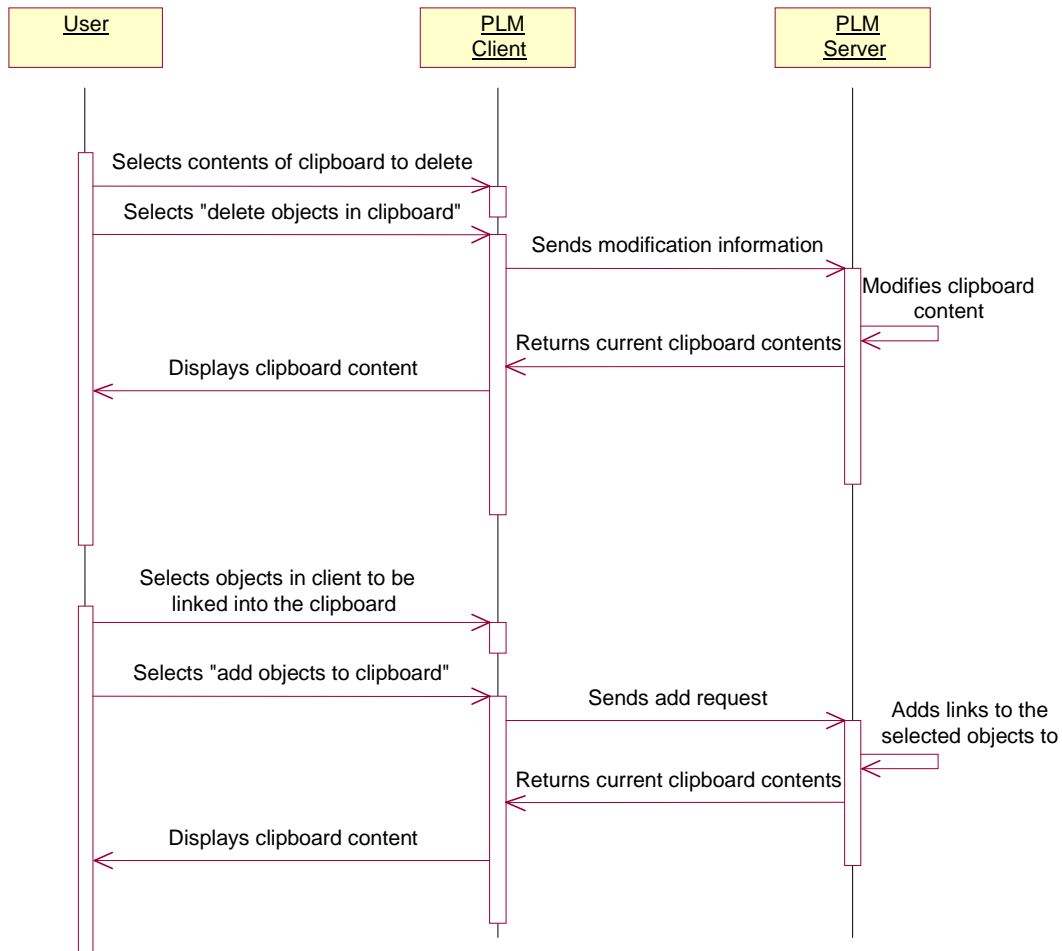 User
PLM
Client
PLM
Server
Selects contents of clipboard to delete
Selects "delete objects in clipboard"
Sends modification information
Modifies clipboard
content
Returns current clipboard contents
Displays clipboard content
Selects objects in client to be
linked into the clipboard
Selects "add objects to clipboard"
Sends add request
Adds links to the
selected objects to
Returns current clipboard contents
Displays clipboard content